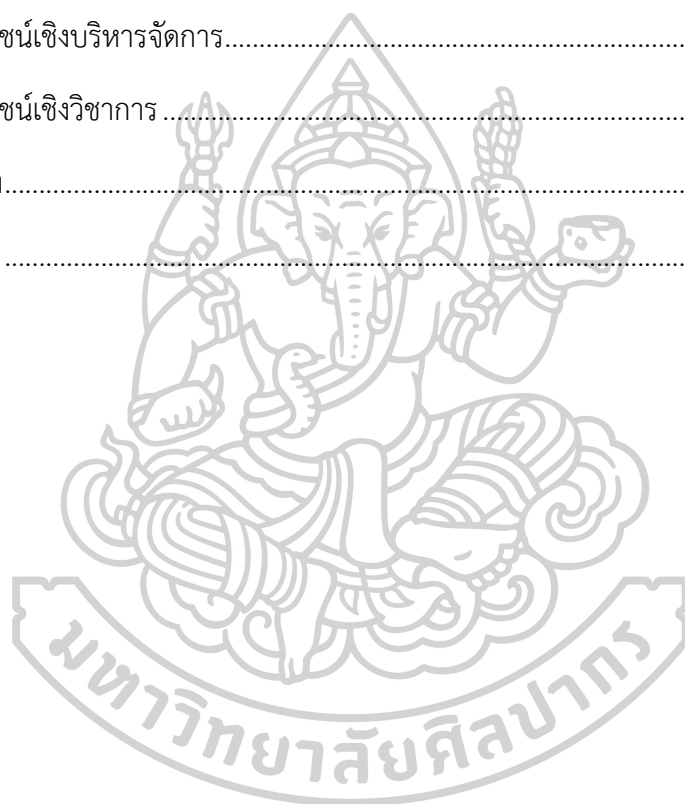 ชน์เชิงบริหารจัดการ................................................................
ชน์เชิงวิชาการ ........................................................................
................................................................................................
................................................................................................
มหาวิทยาลัยศิลปากร